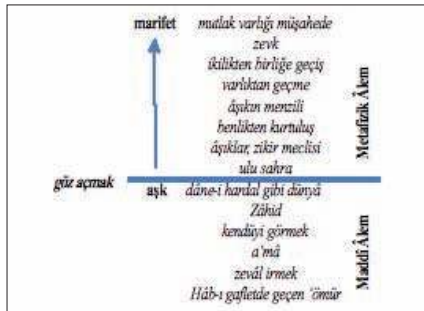 marifet mutlak varlığı müşahede
zevk
ikilikten birliğe geçiş
varlıktan geçme
âşıkın menzili
benlikten kurtuluş
âşıklar, zikir meclisi
ulu sahra
Metafizik Âlem
göz açmak
aşk dâne-i hardal gibi dünyâ
Zâhid
kendüyi görmek
a'mâ
zevâl irmek
Hâb-ı gafletde geçen 'ömür
Maddî Âlem